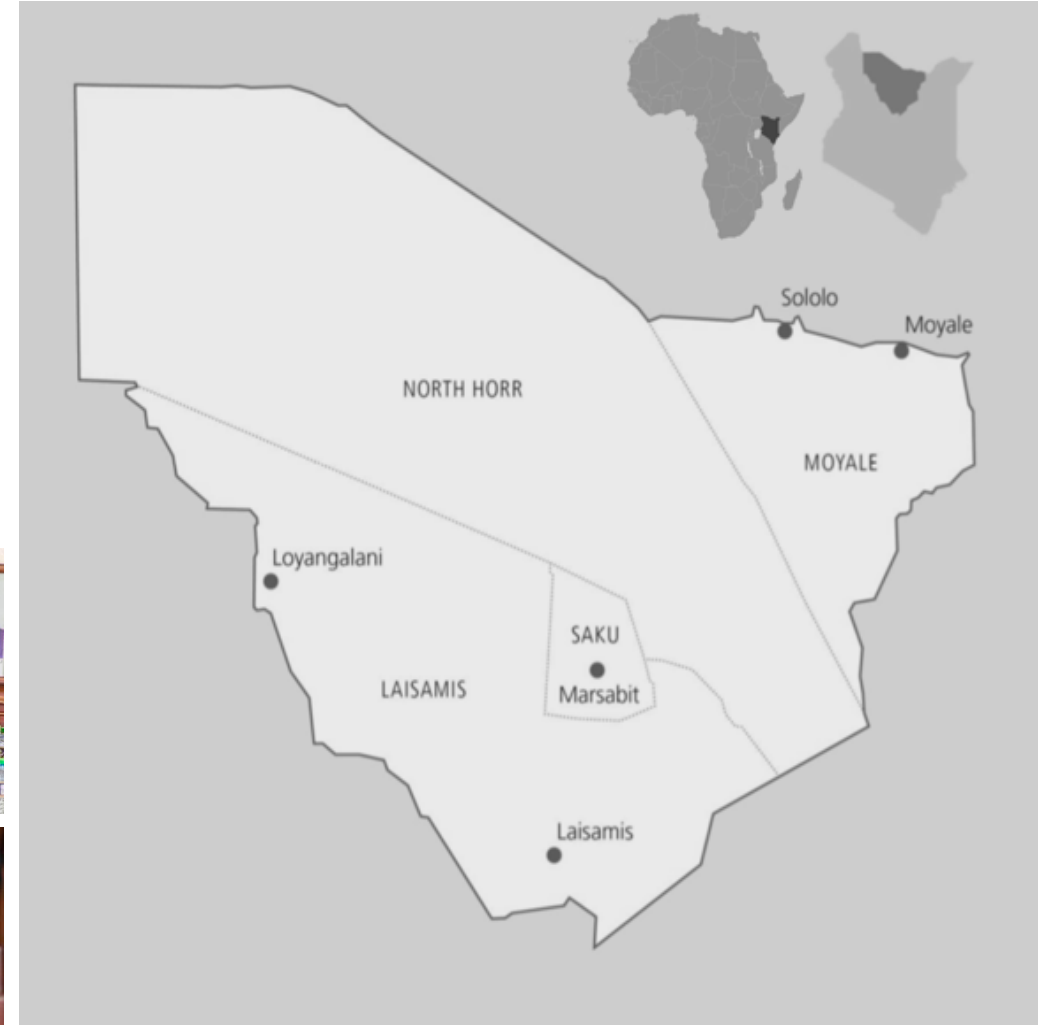 Sololo
Moyale
NORTH HORR
MOYALE
Loyangalani
SAKU
Marsabit
LAISAMIS
Laisamis